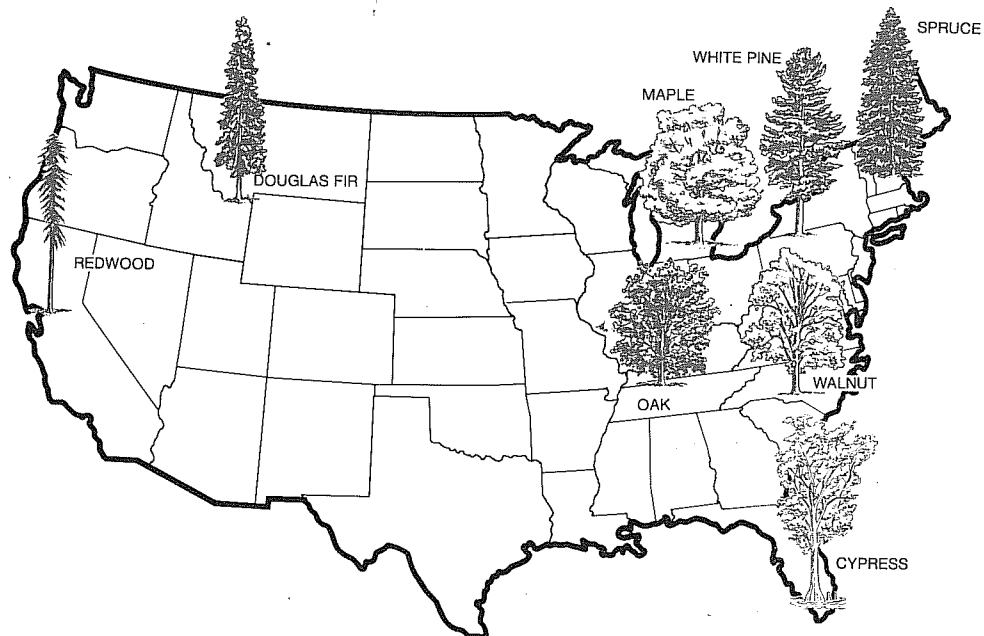 SPRUCE
WHITE PINE
MAPLE
DOUGLAS FIR
REDWOOD
WALNUT
OAK
CYPRESS